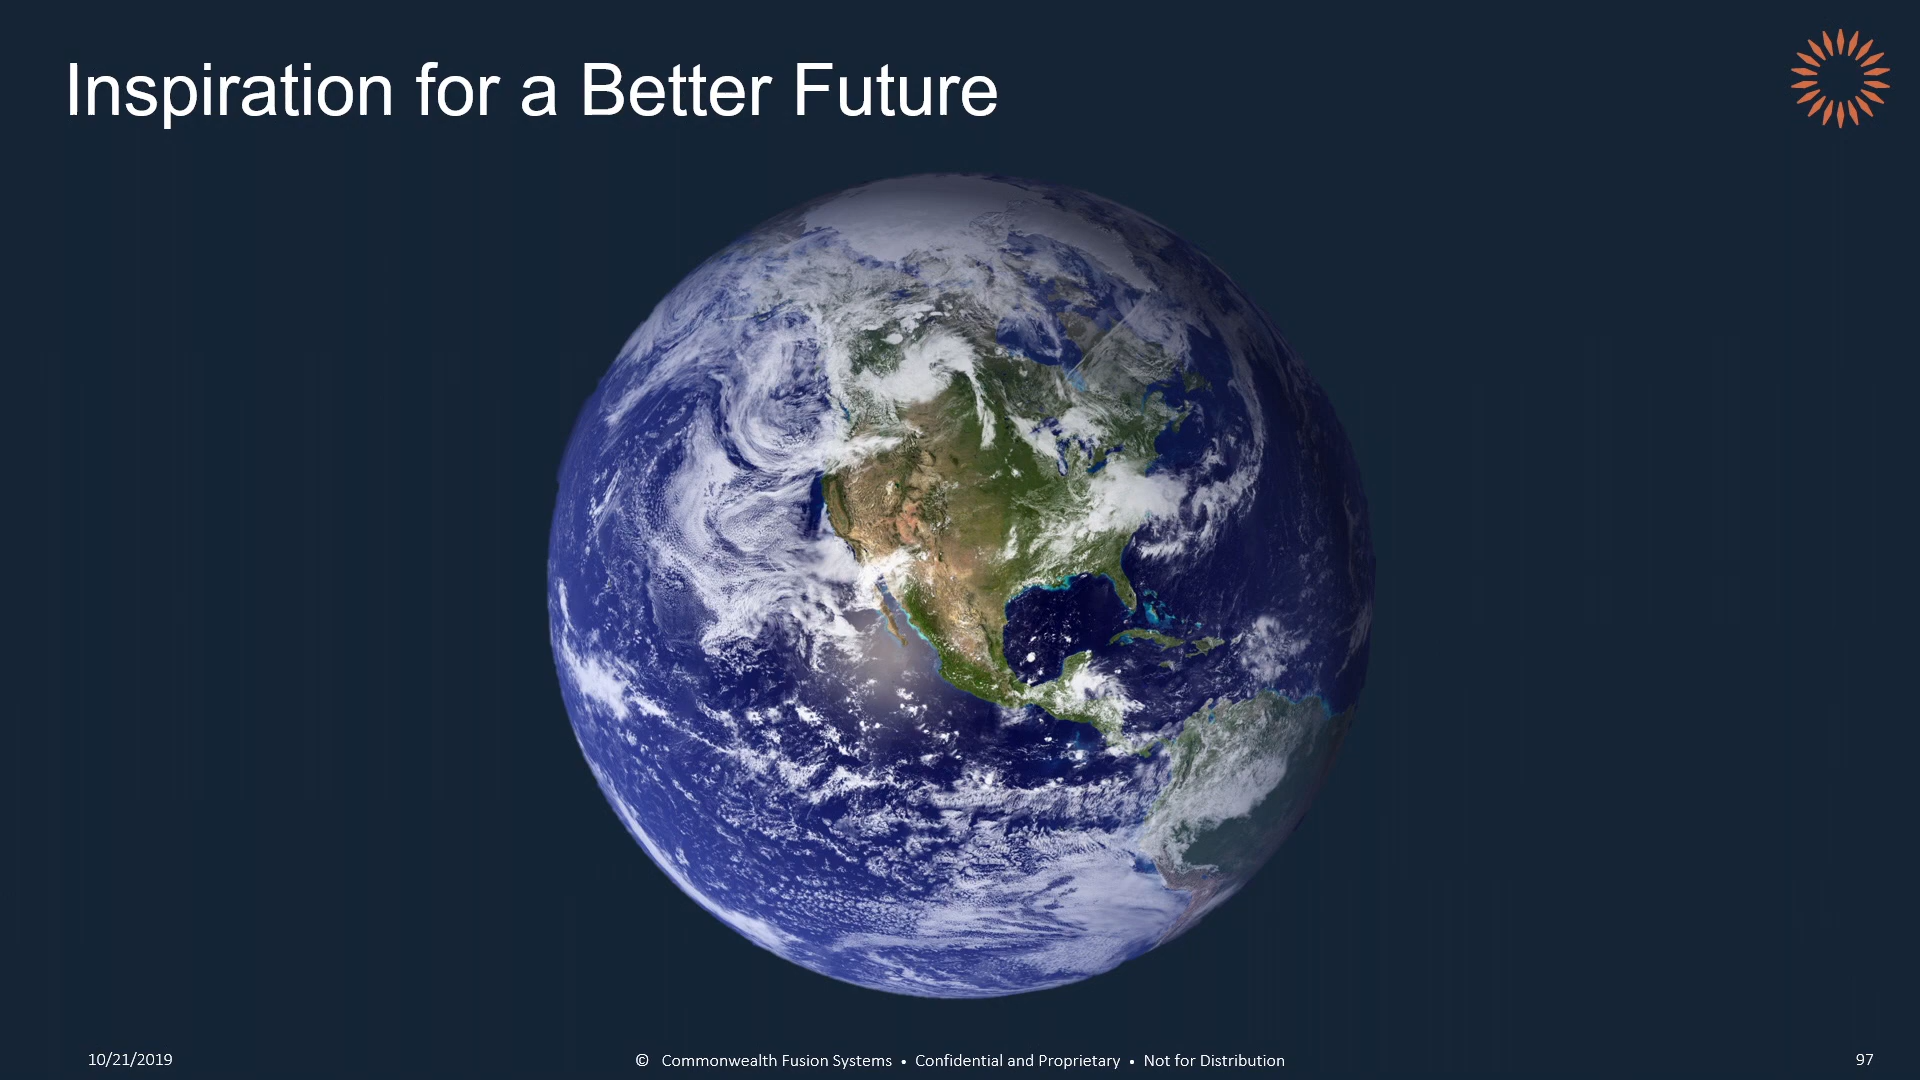 Inspiration for a Better Future
10/21/2019
© Commonwealth Fusion Systems • Confidential and Proprietary • Not for Distribution
97